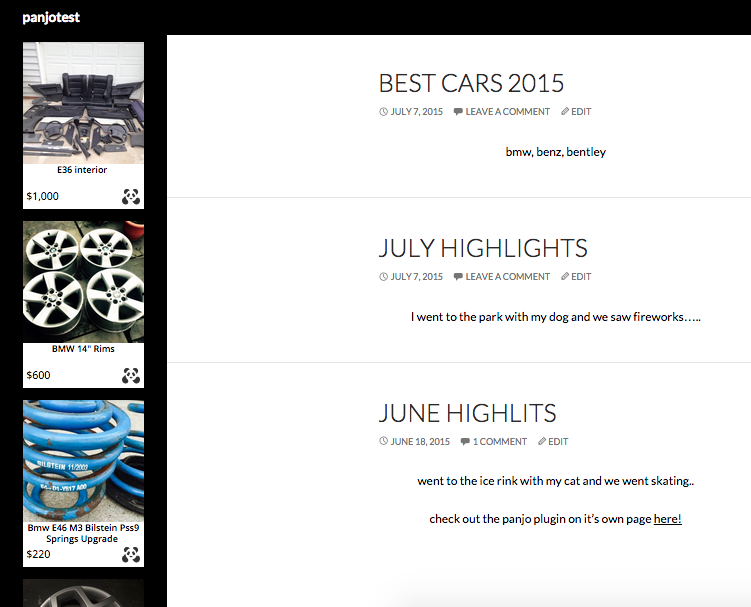 panjotest
E36 interior
$1,000
BMW 14" Rims
$600
BILSTEIN 11/2002
Bmw E46 M3 Bilstein Pss9
Springs Upgrade
$220
BEST CARS 2015
JULY 7, 2015 LEAVE A COMMENT EDIT
bmw, benz, bentley
JULY HIGHLIGHTS
JULY 7, 2015 LEAVE A COMMENT EDIT
I went to the park with my dog and we saw fireworks…..
JUNE HIGHLITS
JUNE 18, 2015 1 COMMENT EDIT
went to the ice rink with my cat and we went skating..
check out the panjo plugin on it's own page here!